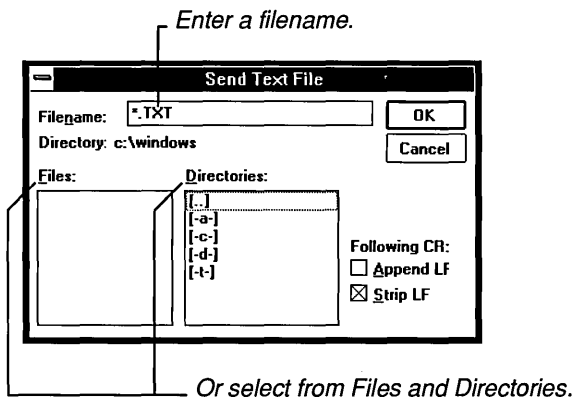 Enter a filename.
Send Text File
Filename: *.TXT OK
Directory: c:\windows Cancel
Files: Directories:
[..]
[-a-]
[-c-]
[-d-]
[-t-]
Following CR:
Append LF
Strip LF
Or select from Files and Directories.